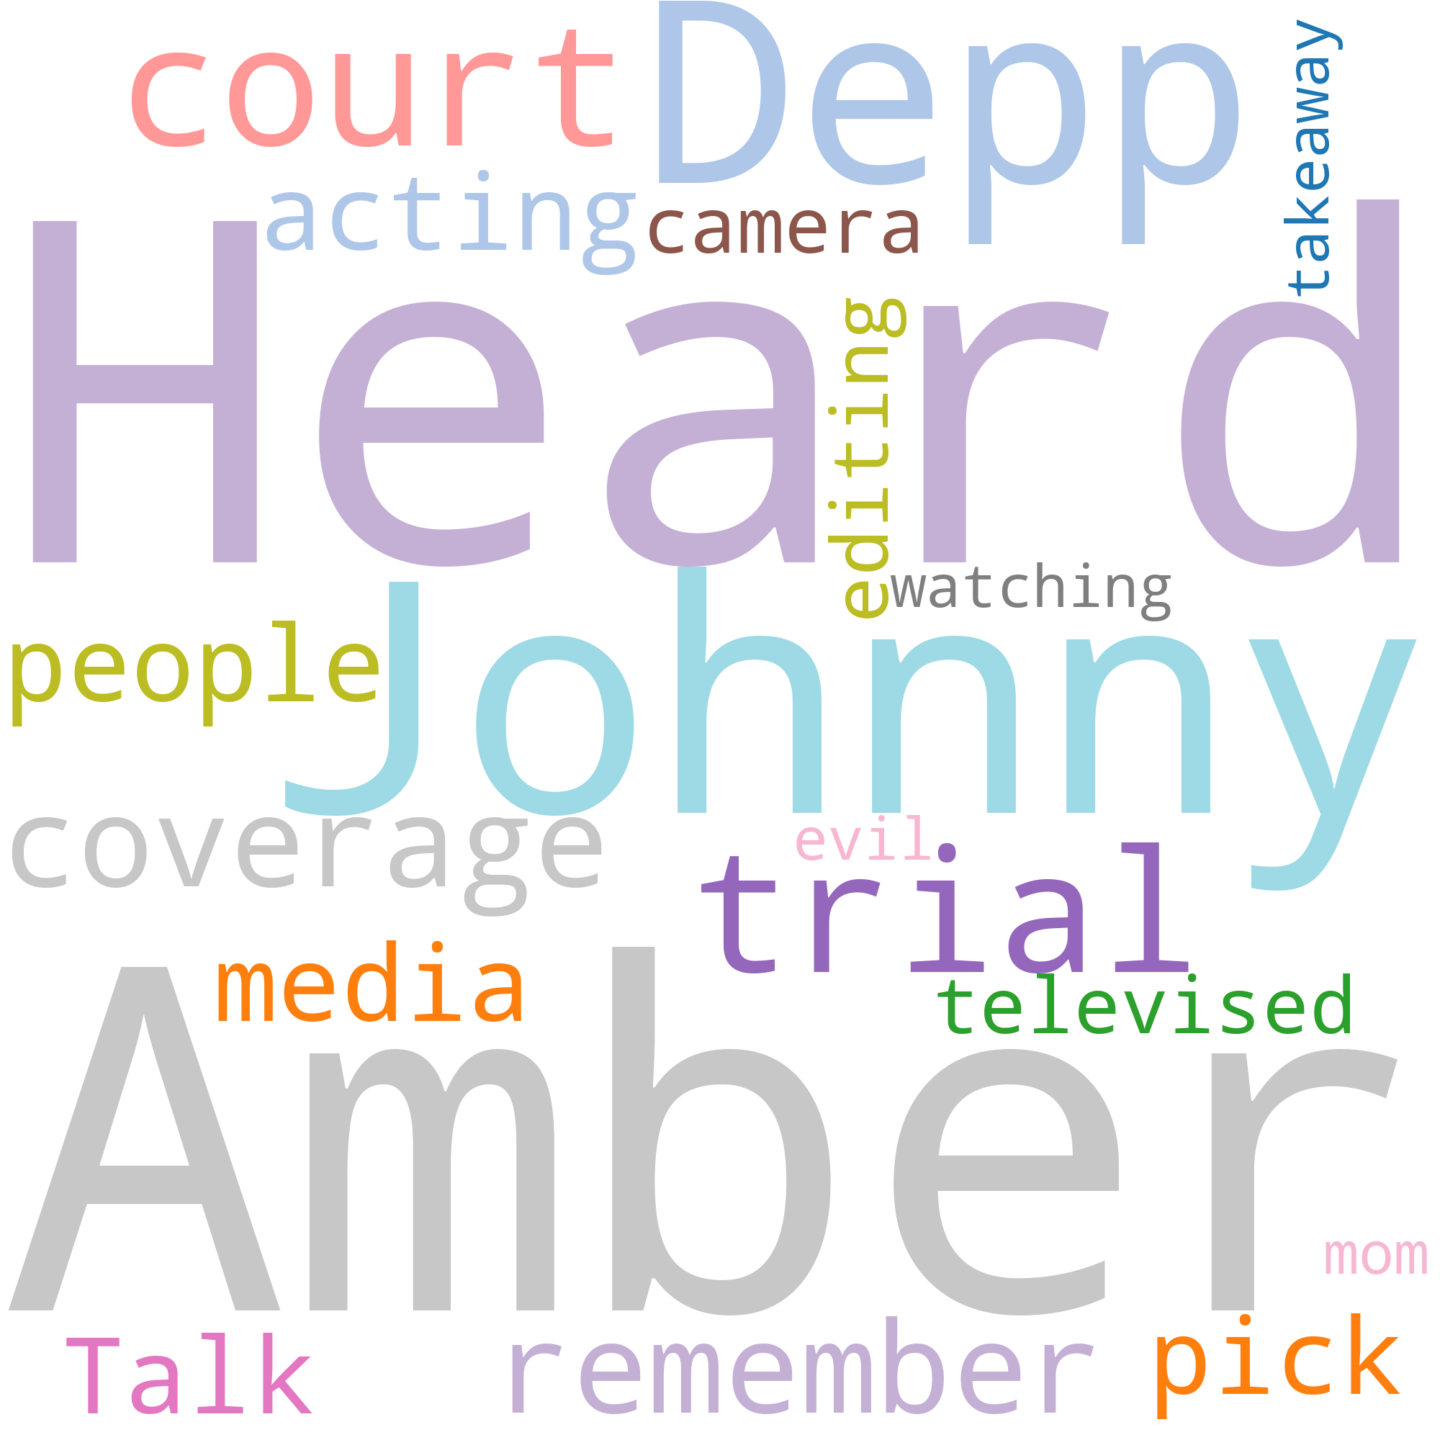 court
Depp
takeaway
acting
camera
Heard
editing
watching
people
Johnny
coverage
evil
trial
media
televised
Amber
mom
Talk
remember
pick